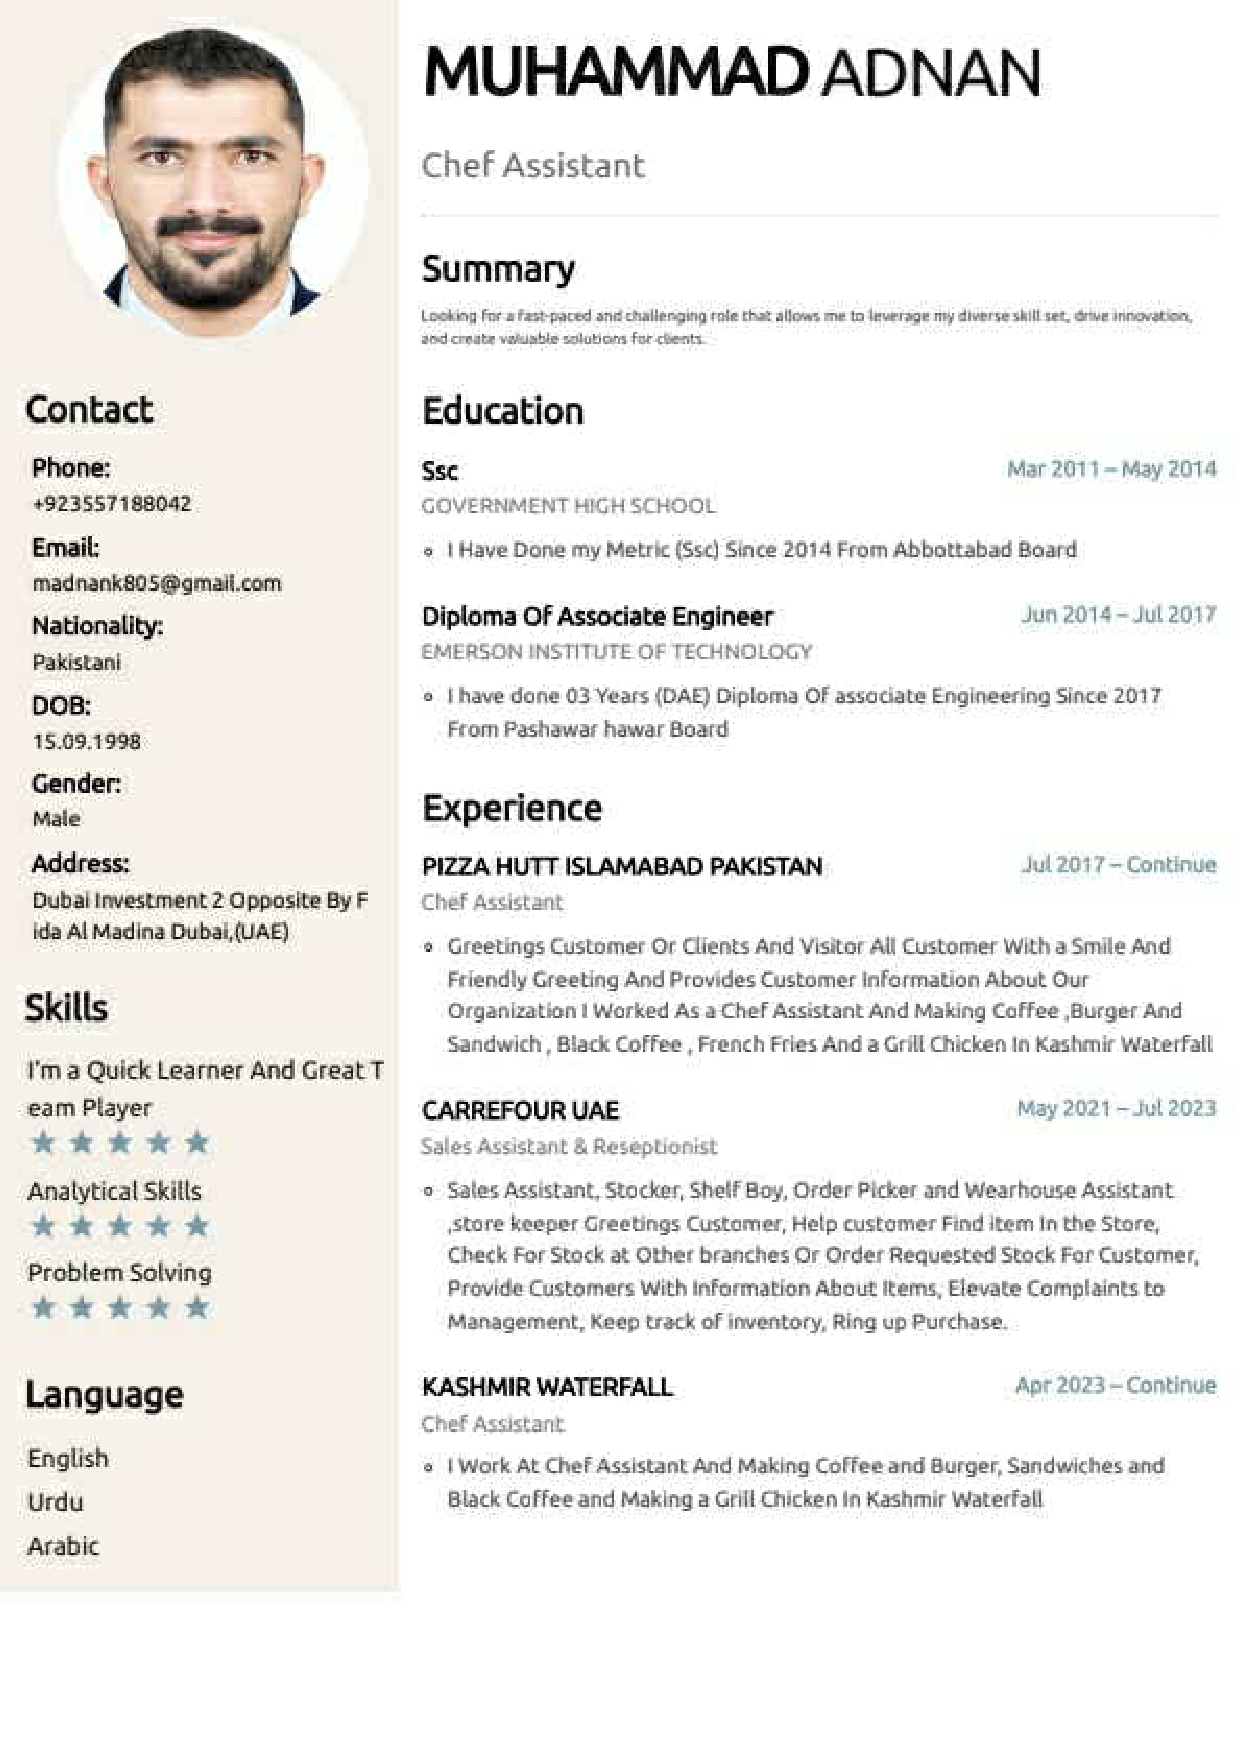 MUHAMMAD ADNAN
Chef Assistant
Summary
Looking for a fast-paced and challenging role that allows me to leverage my diverse skill set, drive innovation,
and create valuable solutions for clients.
Education
Ssc
Mar 2011 – May 2014
GOVERNMENT HIGH SCHOOL
I Have Done my Metric (Ssc) Since 2014 From Abbottabad Board
Diploma Of Associate Engineer
Jun 2014 – Jul 2017
EMERSON INSTITUTE OF TECHNOLOGY
I have done 03 Years (DAE) Diploma Of associate Engineering Since 2017
From Pashawar hawar Board
Experience
PIZZA HUTT ISLAMABAD PAKISTAN
Jul 2017 – Continue
Chef Assistant
Greetings Customer Or Clients And Visitor All Customer With a Smile And
Friendly Greeting And Provides Customer Information About Our
Organization I Worked As a Chef Assistant And Making Coffee ,Burger And
Sandwich , Black Coffee , French Fries And a Grill Chicken In Kashmir Waterfall
CARREFOUR UAE
May 2021 – Jul 2023
Sales Assistant & Reseptionist
Sales Assistant, Stocker, Shelf Boy, Order Picker and Wearhouse Assistant
,store keeper Greetings Customer, Help customer Find item In the Store,
Check For Stock at Other branches Or Order Requested Stock For Customer,
Provide Customers With Information About Items, Elevate Complaints to
Management, Keep track of inventory, Ring up Purchase.
KASHMIR WATERFALL
Apr 2023 – Continue
Chef Assistant
I Work At Chef Assistant And Making Coffee and Burger, Sandwiches and
Black Coffee and Making a Grill Chicken In Kashmir Waterfall
Contact
Phone:
+923557188042
Email:
madnank805@gmail.com
Nationality:
Pakistani
DOB:
15.09.1998
Gender:
Male
Address:
Dubai Investment 2 Opposite By F
ida Al Madina Dubai,(UAE)
Skills
I'm a Quick Learner And Great T
eam Player
Analytical Skills
Problem Solving
Language
English
Urdu
Arabic